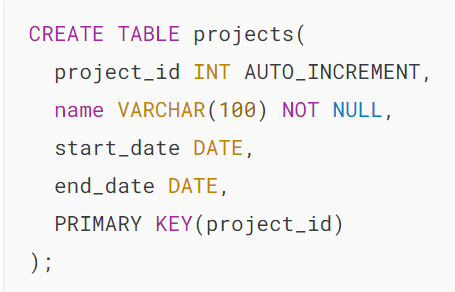 CREATE TABLE projects(
  project_id INT AUTO_INCREMENT,
  name VARCHAR(100) NOT NULL,
  start_date DATE,
  end_date DATE,
  PRIMARY KEY(project_id)
);